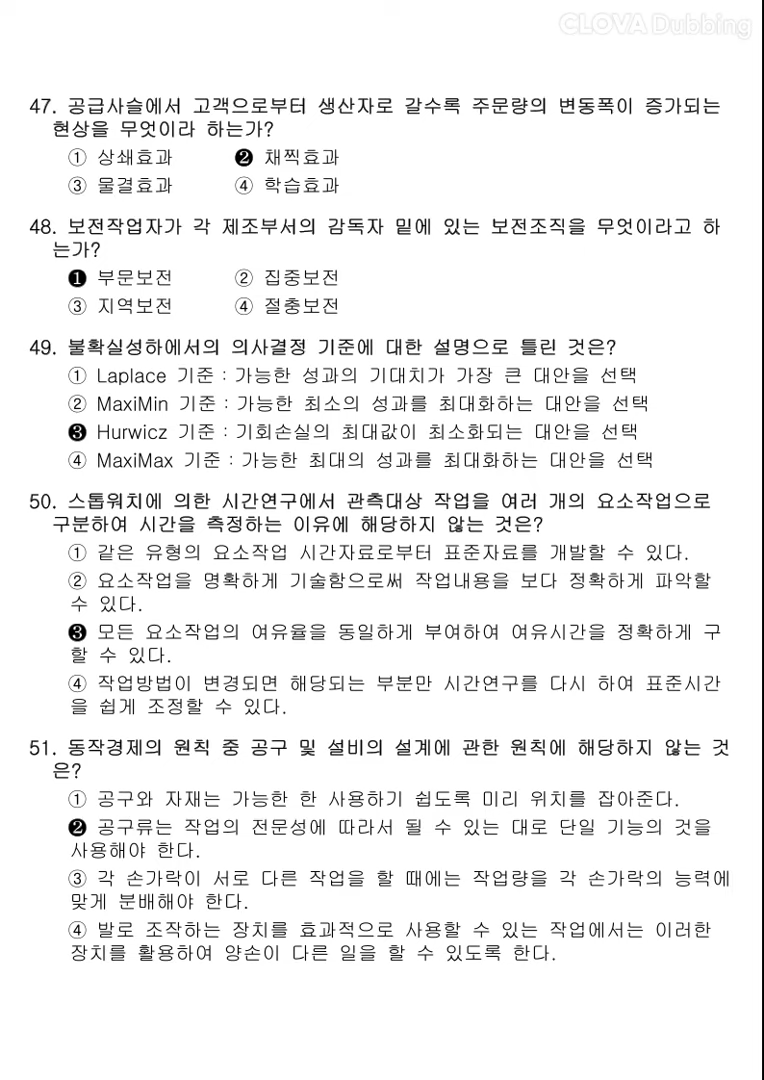 CLOVA Dubbing
47. 공급사슬에서 고객으로부터 생산자로 갈수록 주문량의 변동폭이 증가되는
현상을 무엇이라 하는가?
① 상쇄효과 ❷ 채찍효과
③ 물결효과 ④ 학습효과
48. 보전작업자가 각 제조부서의 감독자 밑에 있는 보전조직을 무엇이라고 하
는가?
❶ 부문보전 ② 집중보전
③ 지역보전 ④ 절충보전
49. 불확실성하에서의 의사결정 기준에 대한 설명으로 틀린 것은?
① Laplace 기준 : 가능한 성과의 기대치가 가장 큰 대안을 선택
② MaxiMin 기준 : 가능한 최소의 성과를 최대화하는 대안을 선택
❸ Hurwicz 기준 : 기회손실의 최대값이 최소화되는 대안을 선택
④ MaxiMax 기준 : 가능한 최대의 성과를 최대화하는 대안을 선택
50. 스톱워치에 의한 시간연구에서 관측대상 작업을 여러 개의 요소작업으로
구분하여 시간을 측정하는 이유에 해당하지 않는 것은?
① 같은 유형의 요소작업 시간자료로부터 표준자료를 개발할 수 있다.
② 요소작업을 명확하게 기술함으로써 작업내용을 보다 정확하게 파악할
수 있다.
❸ 모든 요소작업의 여유율을 동일하게 부여하여 여유시간을 정확하게 구
할 수 있다.
④ 작업방법이 변경되면 해당되는 부분만 시간연구를 다시 하여 표준시간
을 쉽게 조정할 수 있다.
51. 동작경제의 원칙 중 공구 및 설비의 설계에 관한 원칙에 해당하지 않는 것
은?
① 공구와 자재는 가능한 한 사용하기 쉽도록 미리 위치를 잡아준다.
❷ 공구류는 작업의 전문성에 따라서 될 수 있는 대로 단일 기능의 것을
사용해야 한다.
③ 각 손가락이 서로 다른 작업을 할 때에는 작업량을 각 손가락의 능력에
맞게 분배해야 한다.
④ 발로 조작하는 장치를 효과적으로 사용할 수 있는 작업에서는 이러한
장치를 활용하여 양손이 다른 일을 할 수 있도록 한다.